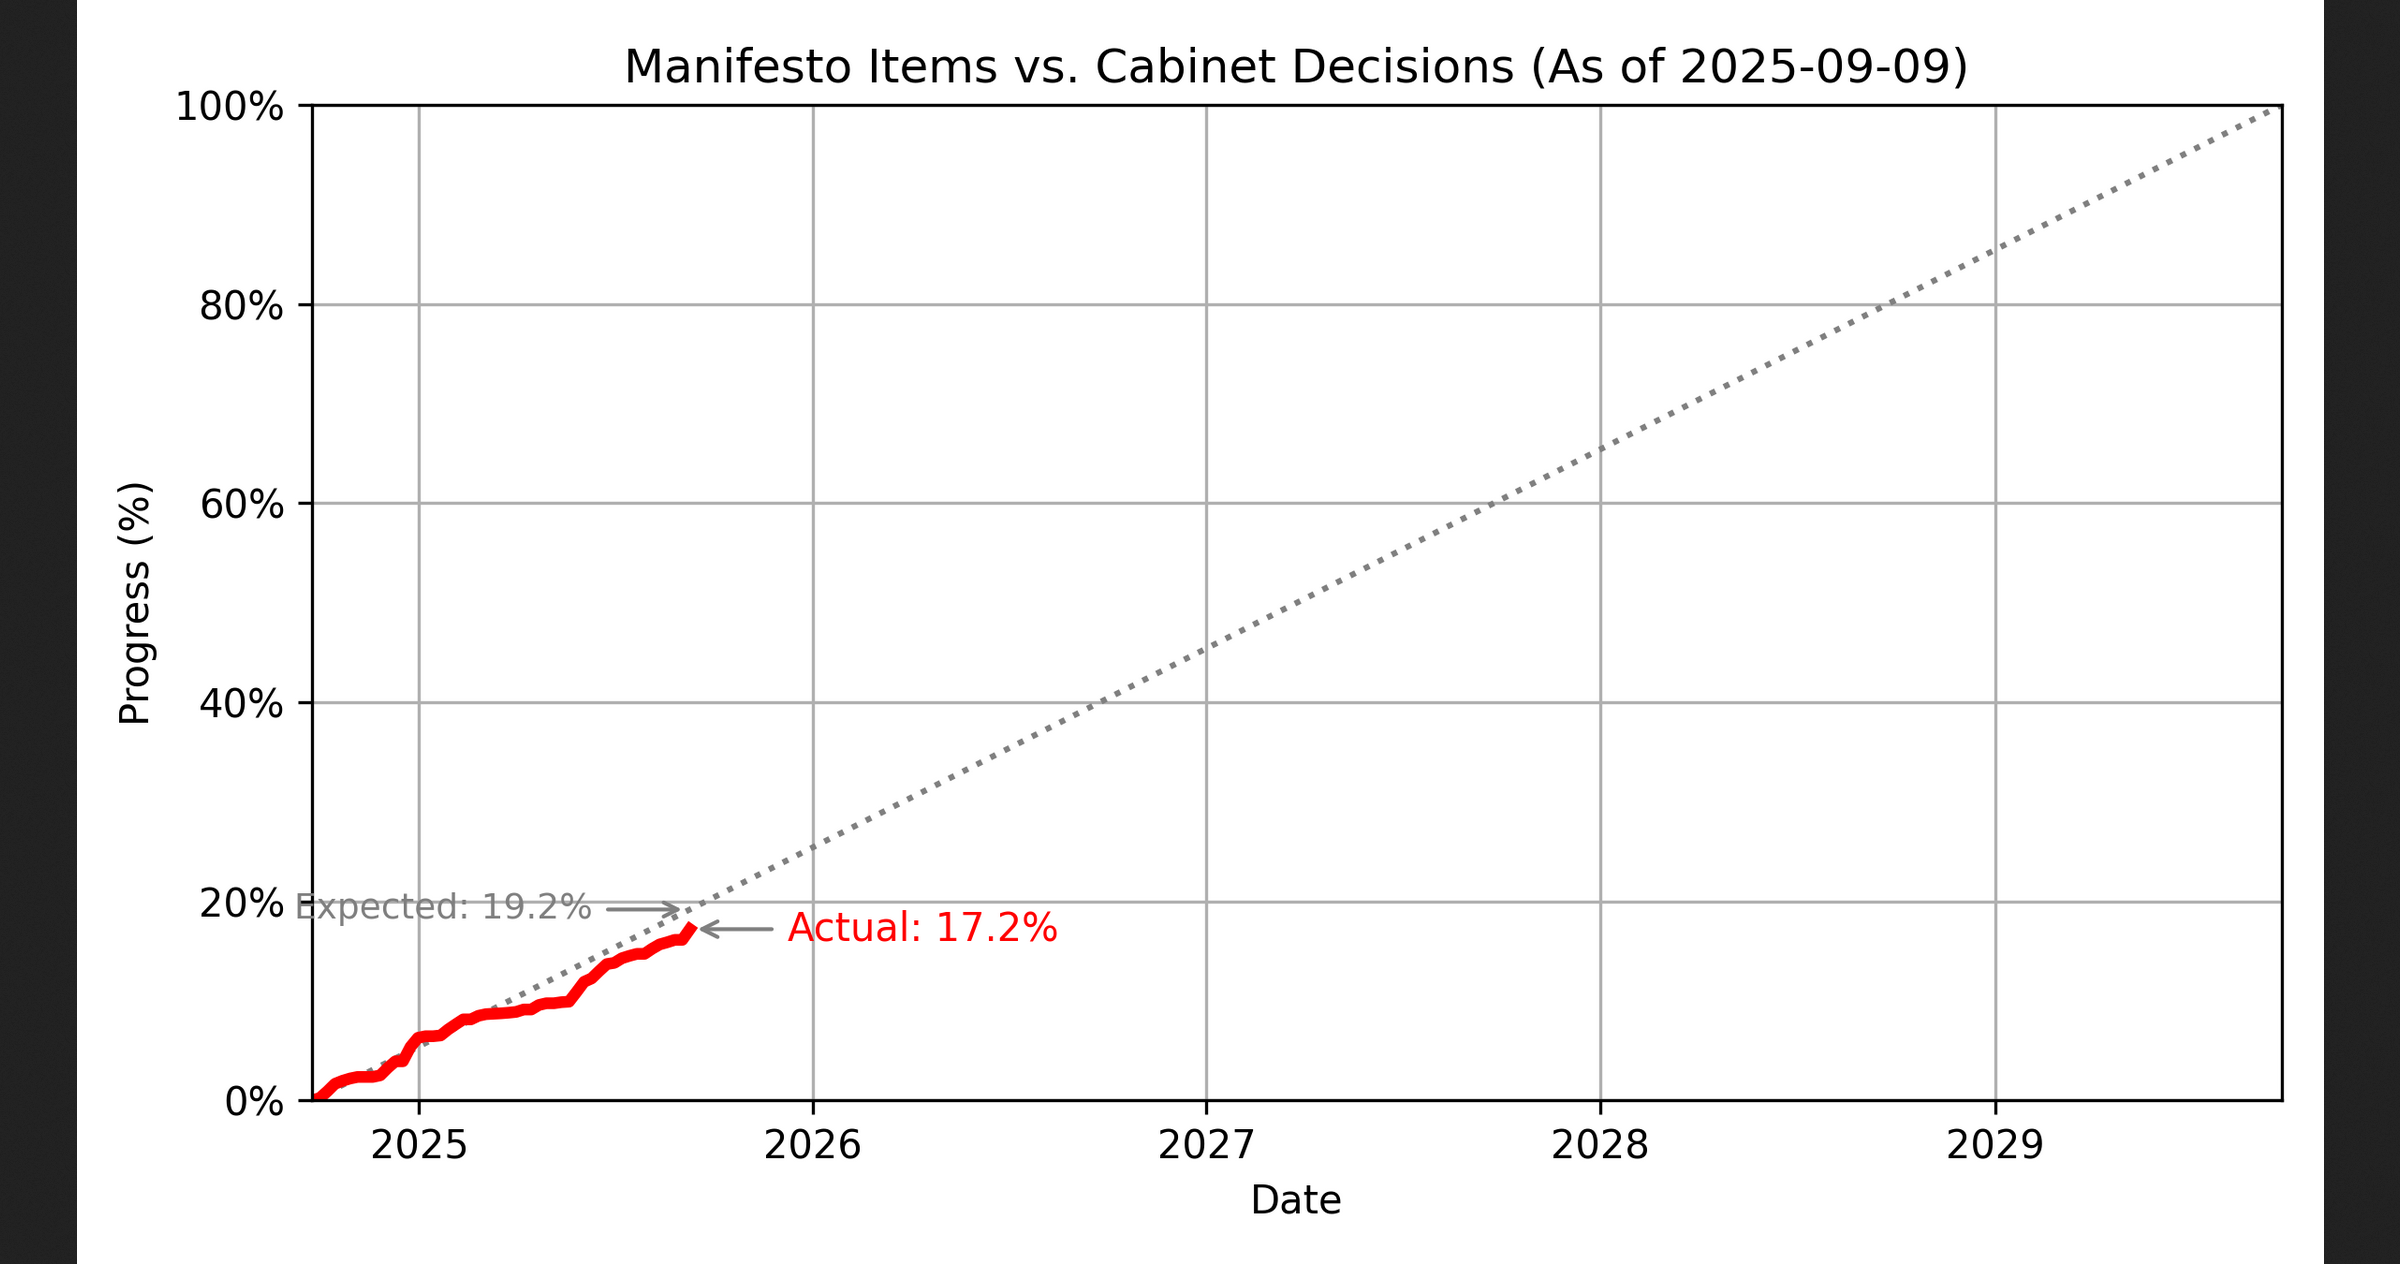 Manifesto Items vs. Cabinet Decisions (As of 2025-09-09)
100%
80%
60%
40%
20%
0%
Progress (%)
Expected: 19.2%
Actual: 17.2%
2025
2026
2027
2028
2029
Date